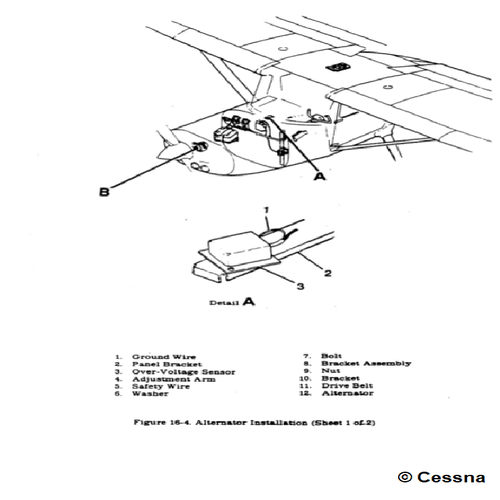 B
A
1
2
3
Detail A
1. Ground Wire
2. Panel Bracket
3. Over-Voltage Sensor
4. Adjustment Arm
5. Safety Wire
6. Washer
7. Bolt
8. Bracket Assembly
9. Nut
10. Bracket
11. Drive Belt
12. Alternator
Figure 16-4. Alternator Installation (Sheet 1 of 2)
© Cessna